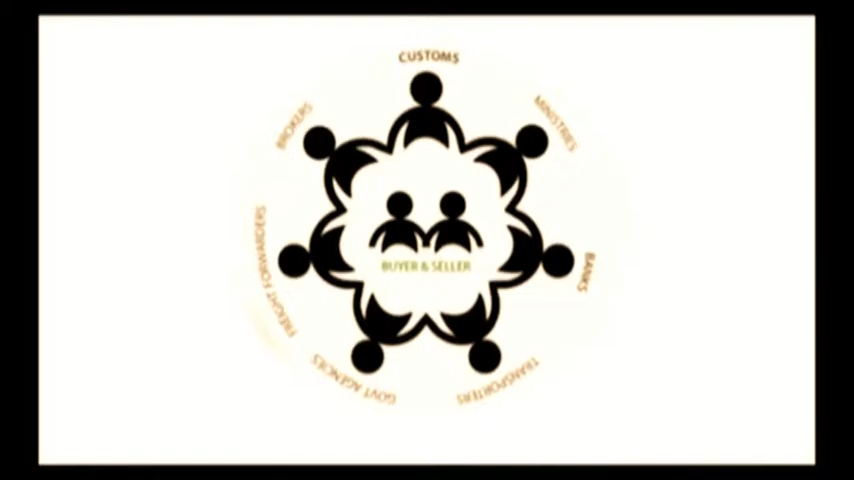 CUSTOMS
MINISTRIES
BANKS
TRANSPORTERS
GOVT AGENCIES
FREIGHT FORWARDERS
BROKERS
BUYER & SELLER